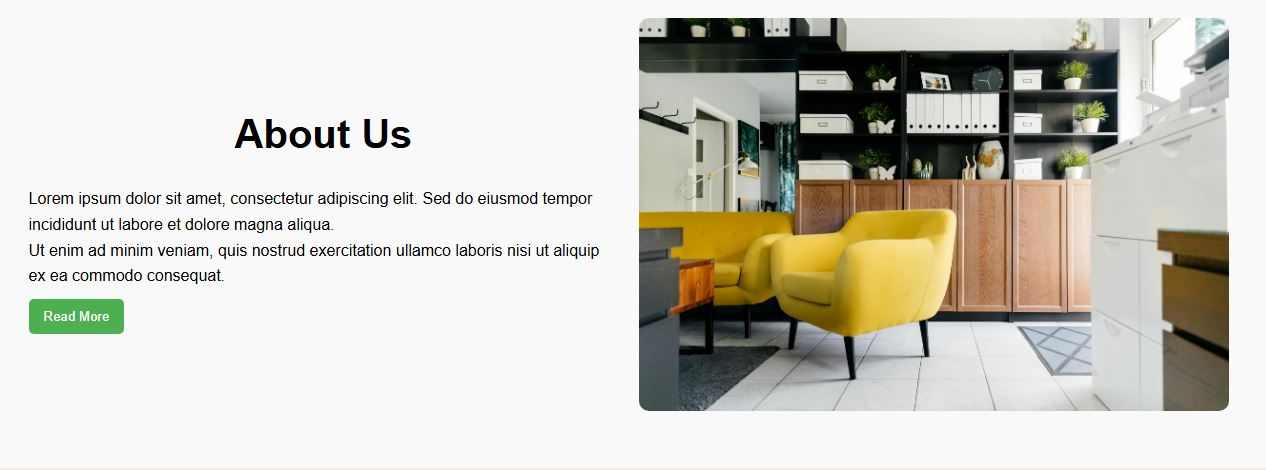 About Us
Lorem ipsum dolor sit amet, consectetur adipiscing elit. Sed do eiusmod tempor
incididunt ut labore et dolore magna aliqua.
Ut enim ad minim veniam, quis nostrud exercitation ullamco laboris nisi ut aliquip
ex ea commodo consequat.
Read More